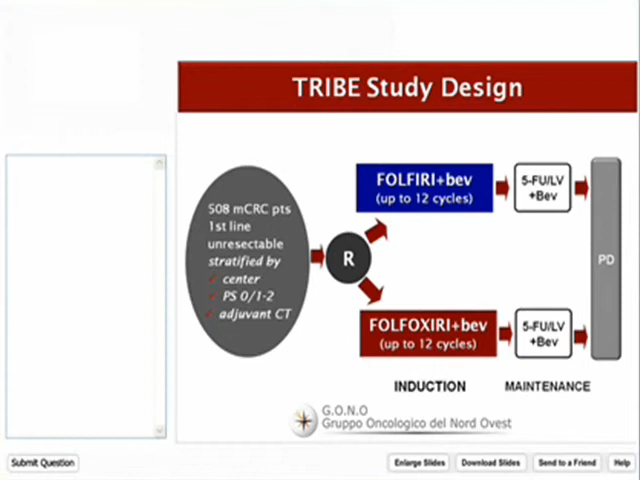 TRIBE Study Design
508 mCRC pts
1st line
unresectable
stratified by
✓ center
✓ PS 0/1-2
✓ adjuvant CT
R
FOLFIRI+bev
(up to 12 cycles)
5-FU/LV
+Bev
FOLFOXIRI+bev
(up to 12 cycles)
5-FU/LV
+Bev
PD
INDUCTION
MAINTENANCE
G.O.N.O
Gruppo Oncologico del Nord Ovest
Submit Question
Enlarge Slides
Download Slides
Send to a Friend
Help